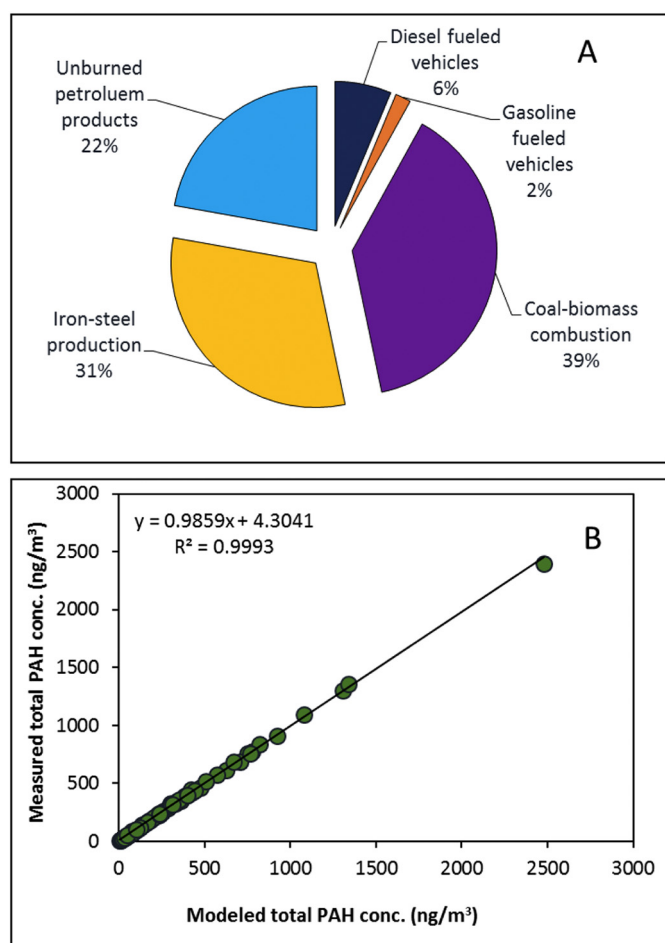 A
Diesel fueled
vehicles
6%
Gasoline
fueled
vehicles
2%
Unburned
petroluem
products
22%
Iron-steel
production
31%
Coal-biomass
combustion
39%
B
y = 0.9859x + 4.3041
R² = 0.9993
Measured total PAH conc. (ng/m³)
3000
2500
2000
1500
1000
500
0
0 500 1000 1500 2000 2500 3000
Modeled total PAH conc. (ng/m³)